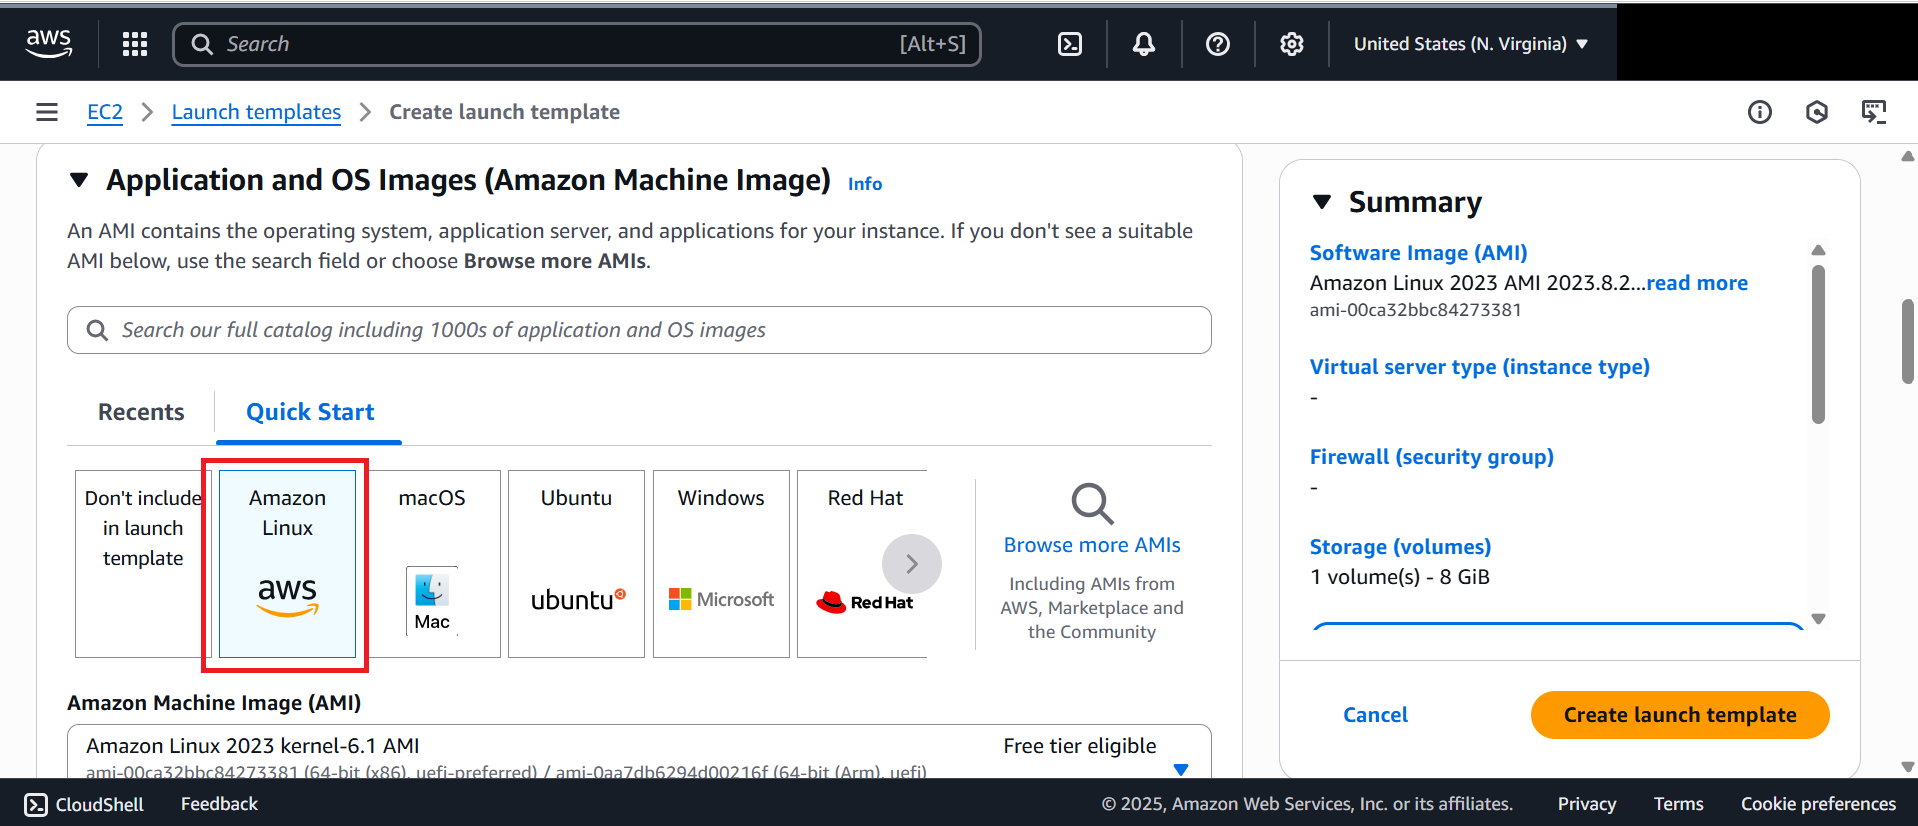 aws
Search [Alt+S]
United States (N. Virginia)
EC2 Launch templates Create launch template
Application and OS Images (Amazon Machine Image) Info
An AMI contains the operating system, application server, and applications for your instance. If you don't see a suitable
AMI below, use the search field or choose Browse more AMIs.
Search our full catalog including 1000s of application and OS images
Recents
Quick Start
Don't include
in launch
template
Amazon
Linux
aws
macOS
Mac
Ubuntu
ubuntu
Windows
Microsoft
Red Hat
Red Hat
Browse more AMIs
Including AMIs from
AWS, Marketplace and
the Community
Amazon Machine Image (AMI)
Amazon Linux 2023 kernel-6.1 AMI
Free tier eligible
ami-00ca32bbc84273381 (64-bit (x86), uefi-preferred) / ami-0aa7db6294d00216f (64-bit (Arm), uefi)
Summary
Software Image (AMI)
Amazon Linux 2023 AMI 2023.8.2...read more
ami-00ca32bbc84273381
Virtual server type (instance type)
-
Firewall (security group)
-
Storage (volumes)
1 volume(s) - 8 GiB
Cancel
Create launch template
CloudShell
Feedback
© 2025, Amazon Web Services, Inc. or its affiliates.
Privacy
Terms
Cookie preferences